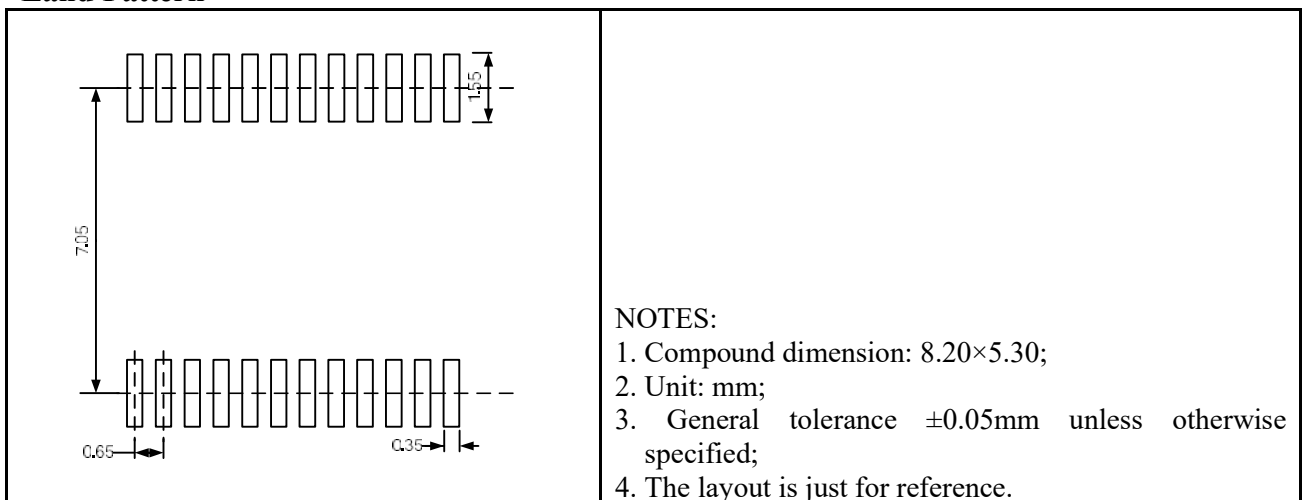 Land Pattern
1.55
7.05
0.65
0.35
NOTES:
1. Compound dimension: 8.20×5.30;
2. Unit: mm;
3. General tolerance ±0.05mm unless otherwise
specified;
4. The layout is just for reference.